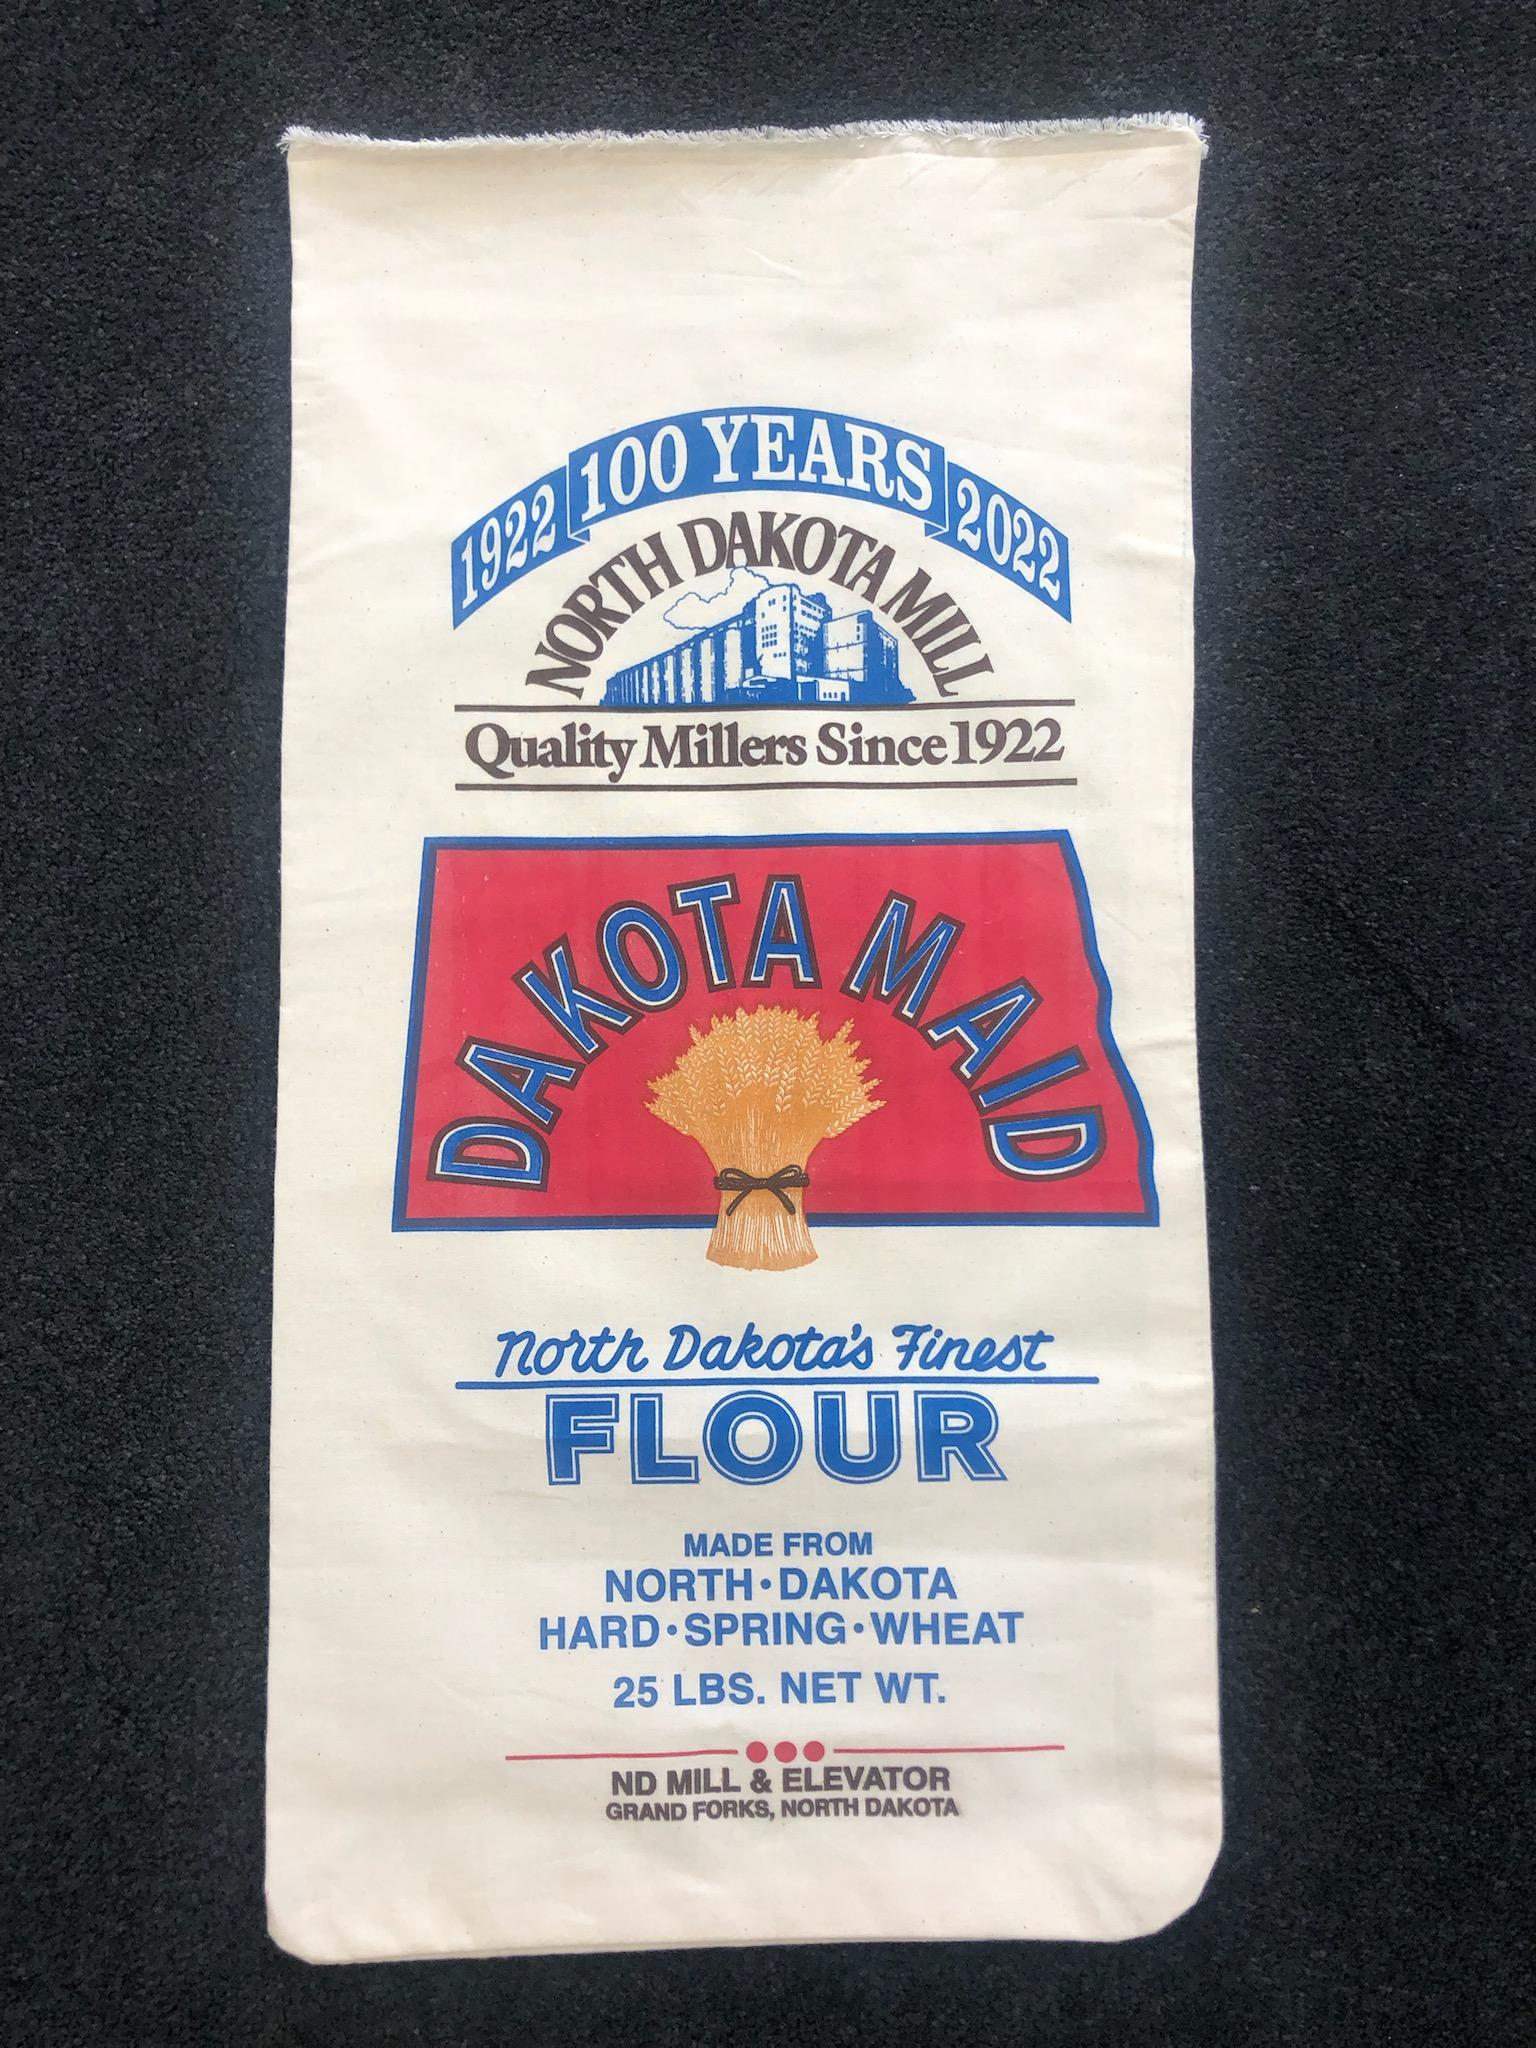 1922 100 YEARS 2022
NORTH DAKOTA MILL
Quality Millers Since 1922
DAKOTA MAID
North Dakota's Finest
FLOUR
MADE FROM
NORTH•DAKOTA
HARD•SPRING•WHEAT
25 LBS. NET WT.
ND MILL & ELEVATOR
GRAND FORKS, NORTH DAKOTA